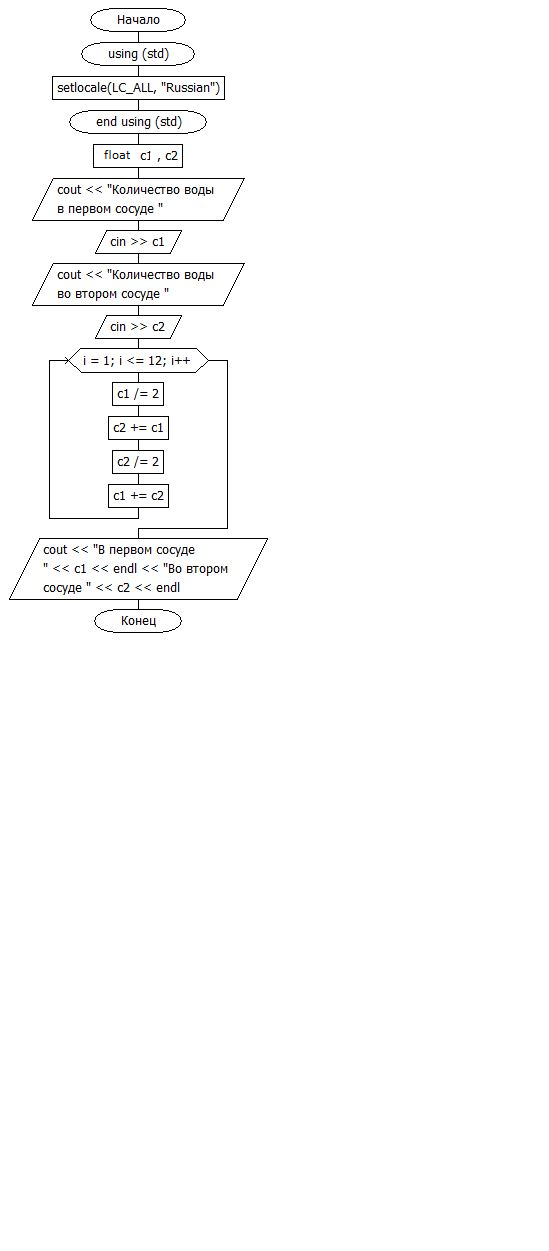 Начало
using (std)
setlocale(LC_ALL, "Russian")
end using (std)
float c1 , c2
cout << "Количество воды
в первом сосуде "
cin >> c1
cout << "Количество воды
во втором сосуде "
cin >> c2
i = 1; i <= 12; i++
c1 /= 2
c2 += c1
c2 /= 2
c1 += c2
cout << "В первом сосуде
" << c1 << endl << "Во втором
сосуде " << c2 << endl
Конец